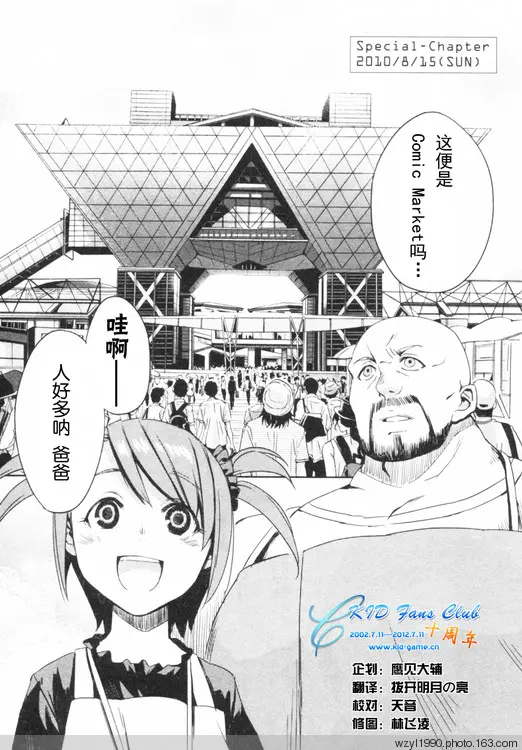 Special-Chapter
2010/8/15(SUN)
这便是
Comic Market吗…
哇啊——
人好多呐 爸爸
KID Fans Club
2002.7.11—2012.7.11 十周年
www.kid-game.cn
企划：鹰贝大辅
翻译：拔开明月の亮
校对：天音
修图：林飞凌
wzyl1990.photo.163.com